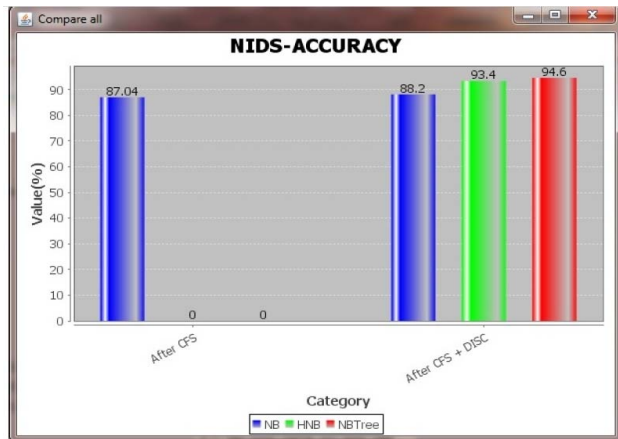 Compare all
NIDS-ACCURACY
Value(%)
90
80
70
60
50
40
30
20
10
0
87.04
0
0
88.2
93.4
94.6
After CFS
After CFS + DISC
Category
NB HNB NBTree